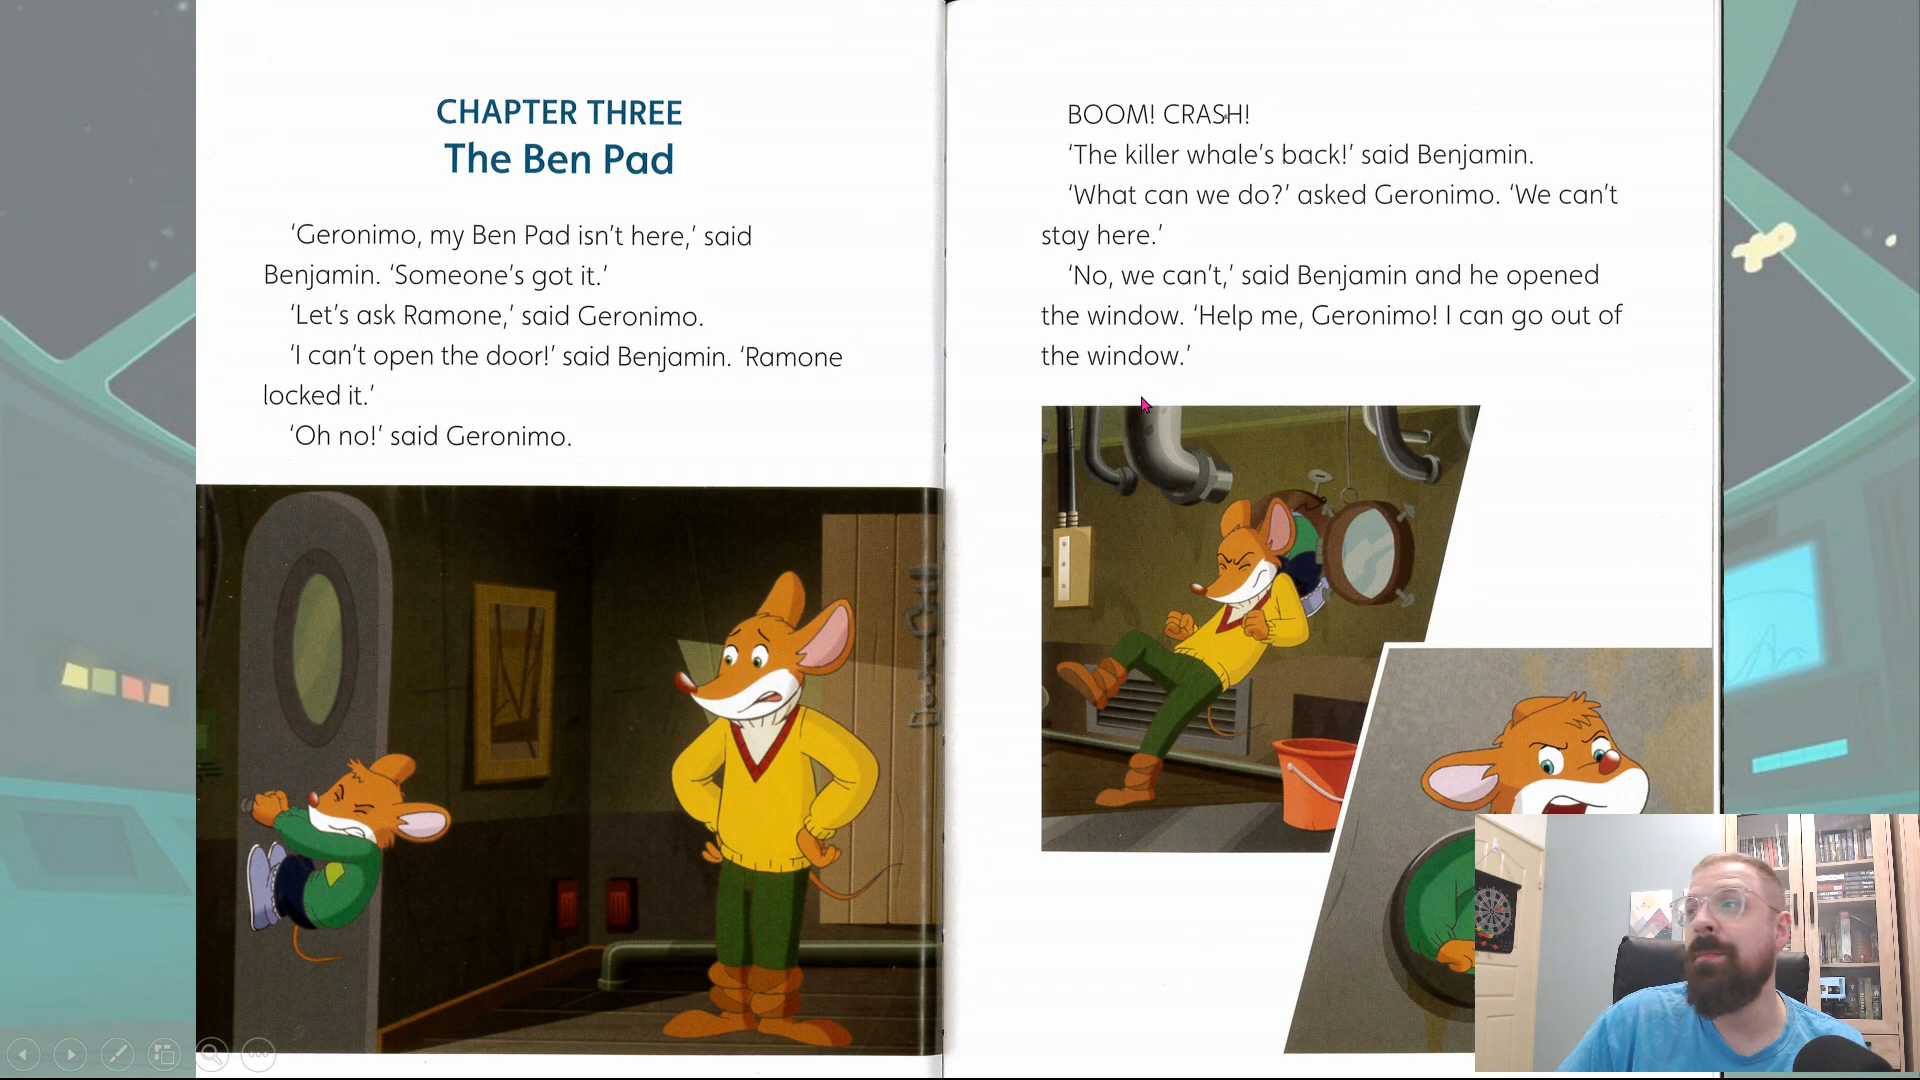 CHAPTER THREE
The Ben Pad
‘Geronimo, my Ben Pad isn’t here,’ said
Benjamin. ‘Someone’s got it.’
‘Let’s ask Ramone,’ said Geronimo.
‘I can’t open the door!’ said Benjamin. ‘Ramone
locked it.’
‘Oh no!’ said Geronimo.
BOOM! CRASH!
‘The killer whale’s back!’ said Benjamin.
‘What can we do?’ asked Geronimo. ‘We can’t
stay here.’
‘No, we can’t,’ said Benjamin and he opened
the window. ‘Help me, Geronimo! I can go out of
the window.’